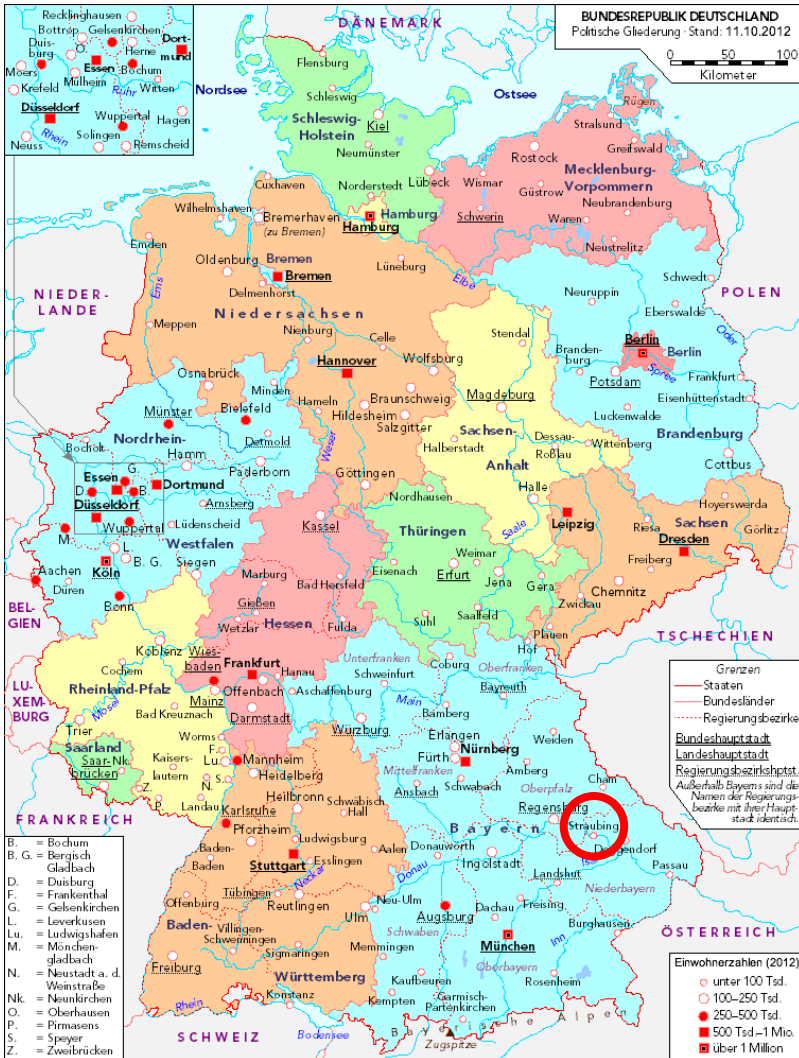 BUNDESREPUBLIK DEUTSCHLAND
Politische Gliederung · Stand: 11.10.2012
0 100
Kilometer
Recklinghausen
Bottrop
Gelsenkirchen
Dort-
mund
Duis-
burg
O.
Herne
Essen
Bochum
Moers
Mülheim
Witten
Krefeld
Ruhr
Düsseldorf
Hagen
Wuppertal
Rhein
Solingen
Neuss
Remscheid
DÄNEMARK
Nordsee
Ostsee
Flensburg
Schleswig
Schleswig-
Holstein
Kiel
Neumünster
Norderstedt
Lübeck
Rügen
Stralsund
Greifswald
Rostock
Mecklenburg-
Vorpommern
Wismar
Güstrow
Neubrandenburg
Schwerin
Waren
Neustrelitz
Cuxhaven
Wilhelmshaven
Bremerhaven
(zu Bremen)
Hamburg
Hamburg
Emden
Oldenburg
Bremen
Bremen
Lüneburg
Elbe
Delmenhorst
Ems
NIEDER-
LANDE
Niedersachsen
Meppen
Nienburg
Celle
Hannover
Wolfsburg
Osnabrück
Minden
Hameln
Braunschweig
Hildesheim
Salzgitter
Weser
Göttingen
POLEN
Schwedt
Neuruppin
Eberswalde
Oder
Berlin
Berlin
Branden-
burg
Potsdam
Spree
Frankfurt
Eisenhüttenstadt
Luckenwalde
Brandenburg
Cottbus
Stendal
Magdeburg
Sachsen-
Anhalt
Dessau-
Roßlau
Wittenberg
Halberstadt
Halle
Saale
Münster
Bielefeld
Nordrhein-
Detmold
Bocholt
Hamm
Paderborn
Essen
G.
D.
B.
Dortmund
Düsseldorf
Arnsberg
Wuppertal
Lüdenscheid
M.
Westfalen
L.
Köln
B. G.
Siegen
Aachen
Düren
Bonn
BEL-
GIEN
Kassel
Marburg
Bad Hersfeld
Gießen
Hessen
Wetzlar
Fulda
Nordhausen
Thüringen
Weimar
Eisenach
Erfurt
Jena
Gera
Suhl
Saalfeld
Hoyerswerda
Leipzig
Riesa
Sachsen
Görlitz
Dresden
Freiberg
Chemnitz
Zwickau
Plauen
TSCHECHIEN
Koblenz
Wies-
baden
Frankfurt
Hanau
Cochem
Offenbach
Rheinland-Pfalz
Mainz
Darmstadt
Mosel
Bad Kreuznach
LU-
XEM-
BURG
Trier
Worms
Saarland
Saar-
brücken
Nk.
Kaisers-
lautern
F.
Lu.
S.
N.
Z.
P.
Landau
FRANKREICH
Unterfranken
Coburg
Hof
Oberfranken
Schweinfurt
Aschaffenburg
Main
Bayreuth
Bamberg
Würzburg
Erlangen
Weiden
Fürth
Nürnberg
Mittelfranken
Amberg
Ansbach
Schwabach
Oberpfalz
Cham
Regensburg
Bayern
Straubing
Deggendorf
Donauwörth
Ingolstadt
Landshut
Passau
Donau
Niederbayern
Neu-Ulm
Dachau
Freising
Augsburg
Schwaben
München
Burghausen
Inn
Memmingen
Oberbayern
Kaufbeuren
Rosenheim
Kempten
Garmisch-
Partenkirchen
Bayerische Alpen
Zugspitze
ÖSTERREICH
Mannheim
Heidelberg
Heilbronn
Karlsruhe
Schwäbisch
Hall
Pforzheim
Ludwigsburg
Baden-
Baden
Stuttgart
Esslingen
Aalen
Neckar
Tübingen
Offenburg
Reutlingen
Ulm
Baden-
Villingen-
Schwenningen
Sigmaringen
Freiburg
Württemberg
Konstanz
Rhein
Bodensee
SCHWEIZ
Grenzen
Staaten
Bundesländer
Regierungsbezirke
Bundeshauptstadt
Landeshauptstadt
Regierungsbezirkshptst.
Außerhalb Bayerns sind die
Namen der Regierungs-
bezirke mit ihrer Haupt-
stadt identisch.
B. = Bochum
B. G. = Bergisch
Gladbach
D. = Duisburg
F. = Frankenthal
G. = Gelsenkirchen
L. = Leverkusen
Lu. = Ludwigshafen
M. = Mönchen-
gladbach
N. = Neustadt a. d.
Weinstraße
Nk. = Neunkirchen
O. = Oberhausen
P. = Pirmasens
S. = Speyer
Z. = Zweibrücken
Einwohnerzahlen (2012)
unter 100 Tsd.
100–250 Tsd.
250–500 Tsd.
500 Tsd.–1 Mio.
über 1 Million